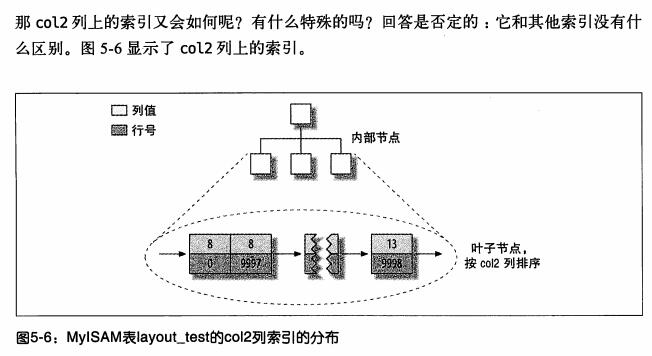 那 col2 列上的索引又会如何呢？有什么特殊的吗？回答是否定的：它和其他索引没有什
么区别。图 5-6 显示了 col2 列上的索引。
列值
行号
内部节点
8 8 13
0 9997 9998
叶子节点，
按 col2 列排序
图5-6：MyISAM表layout_test的col2列索引的分布